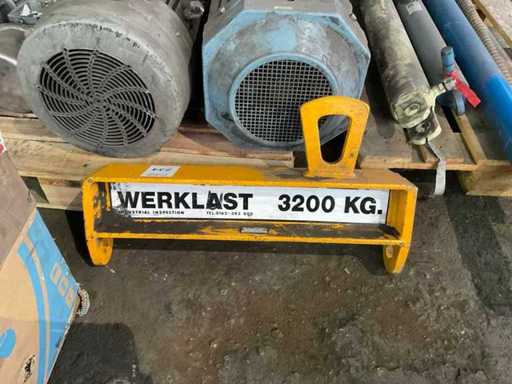 WERKLAST 3200 KG.
INDUSTRIAL INSPECTION